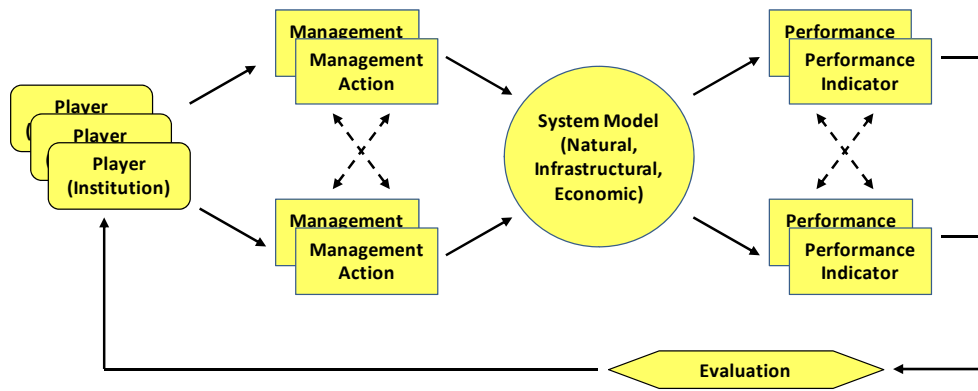 Management
Management
Action
Performance
Performance
Indicator
Player
(
Player
(
Player
(Institution)
System Model
(Natural,
Infrastructural,
Economic)
Management
Management
Action
Performance
Performance
Indicator
Evaluation